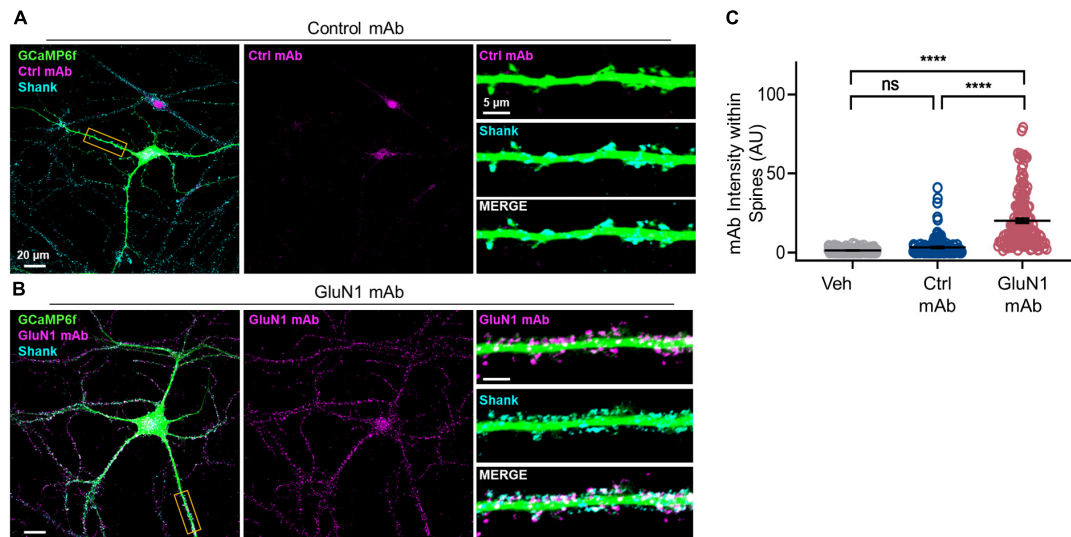 A
Control mAb
GCaMP6f
Ctrl mAb
Shank
20 µm
Ctrl mAb
Ctrl mAb
5 µm
Shank
MERGE
B
GluN1 mAb
GCaMP6f
GluN1 mAb
Shank
GluN1 mAb
GluN1 mAb
Shank
MERGE
C
****
ns
****
mAb Intensity within
Spines (AU)
100
50
0
Veh
Ctrl
mAb
GluN1
mAb